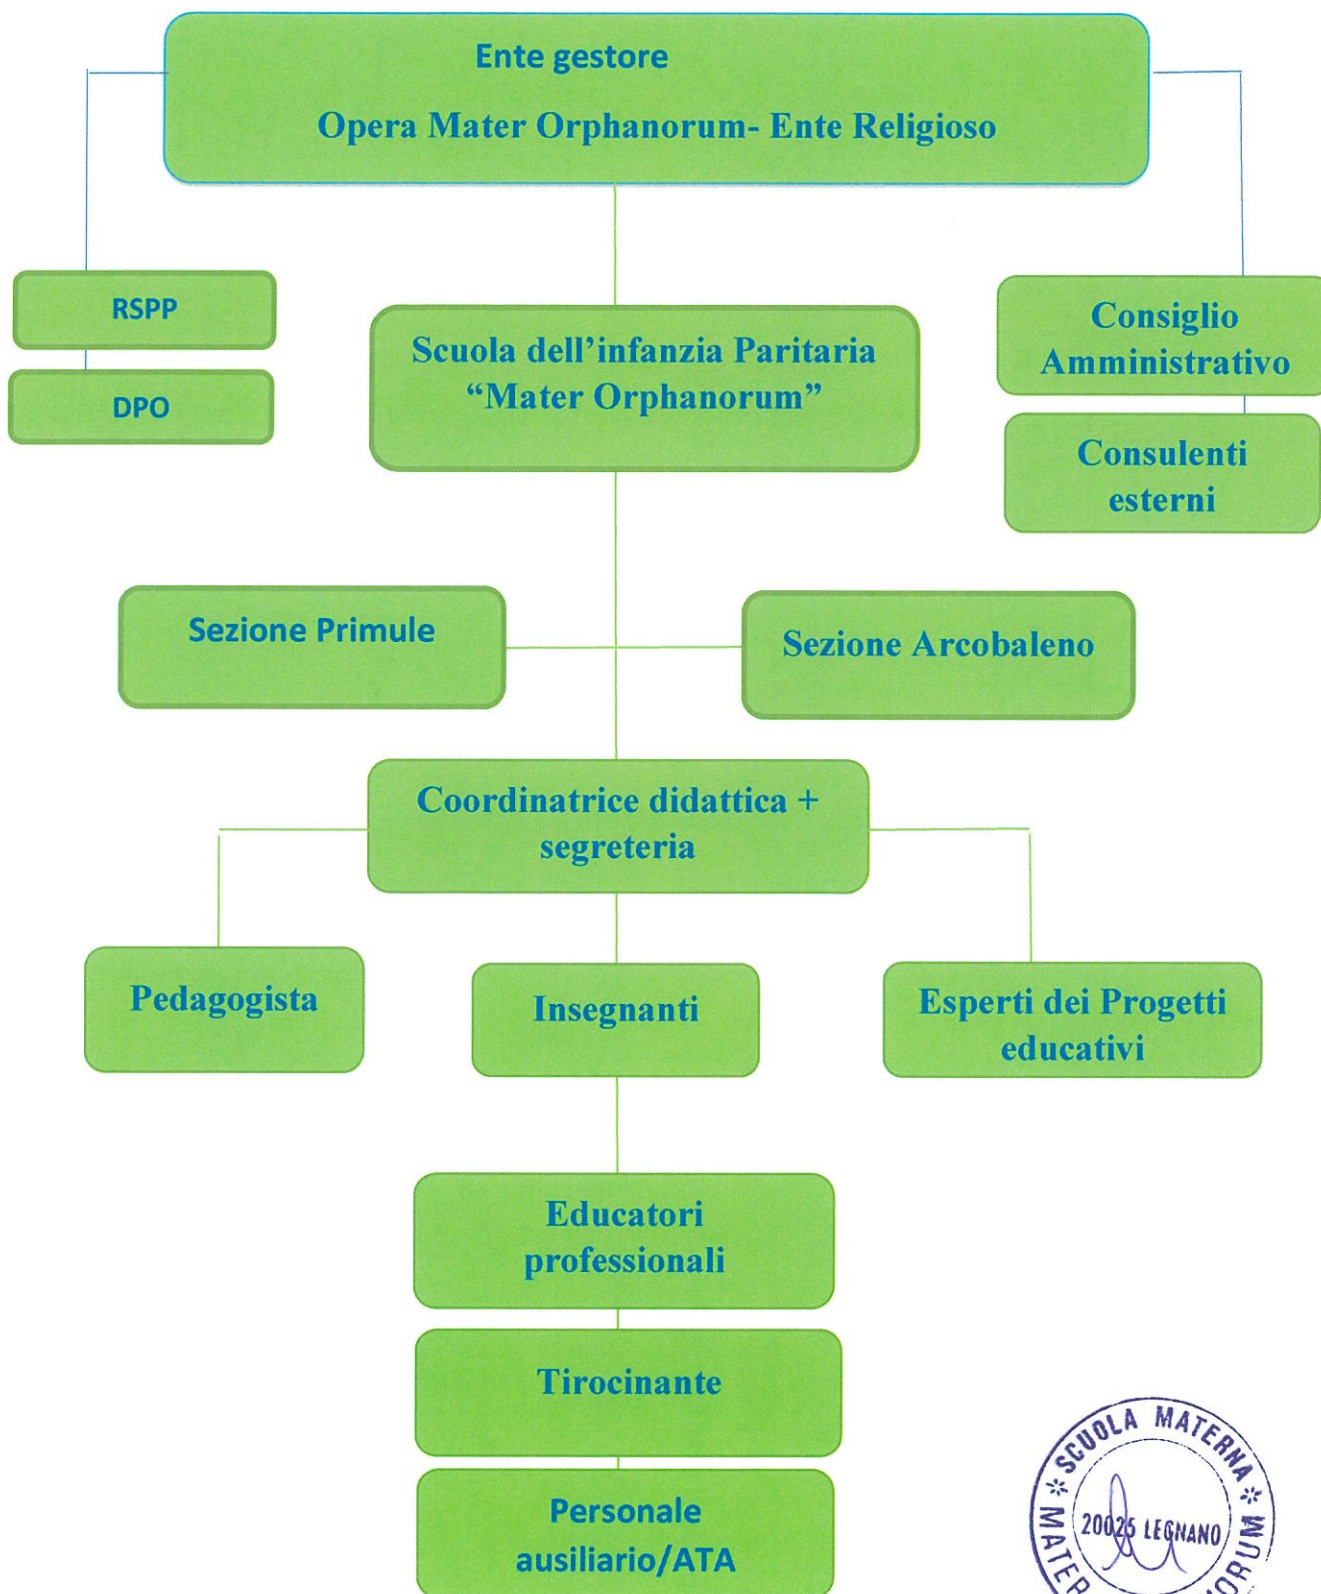 Ente gestore
Opera Mater Orphanorum- Ente Religioso
RSPP
DPO
Scuola dell’infanzia Paritaria
“Mater Orphanorum”
Consiglio
Amministrativo
Consulenti
esterni
Sezione Primule
Sezione Arcobaleno
Coordinatrice didattica +
segreteria
Pedagogista
Insegnanti
Esperti dei Progetti
educativi
Educatori
professionali
Tirocinante
Personale
ausiliario/ATA
SCUOLA MATERNA
20025 LEGNANO
MATER